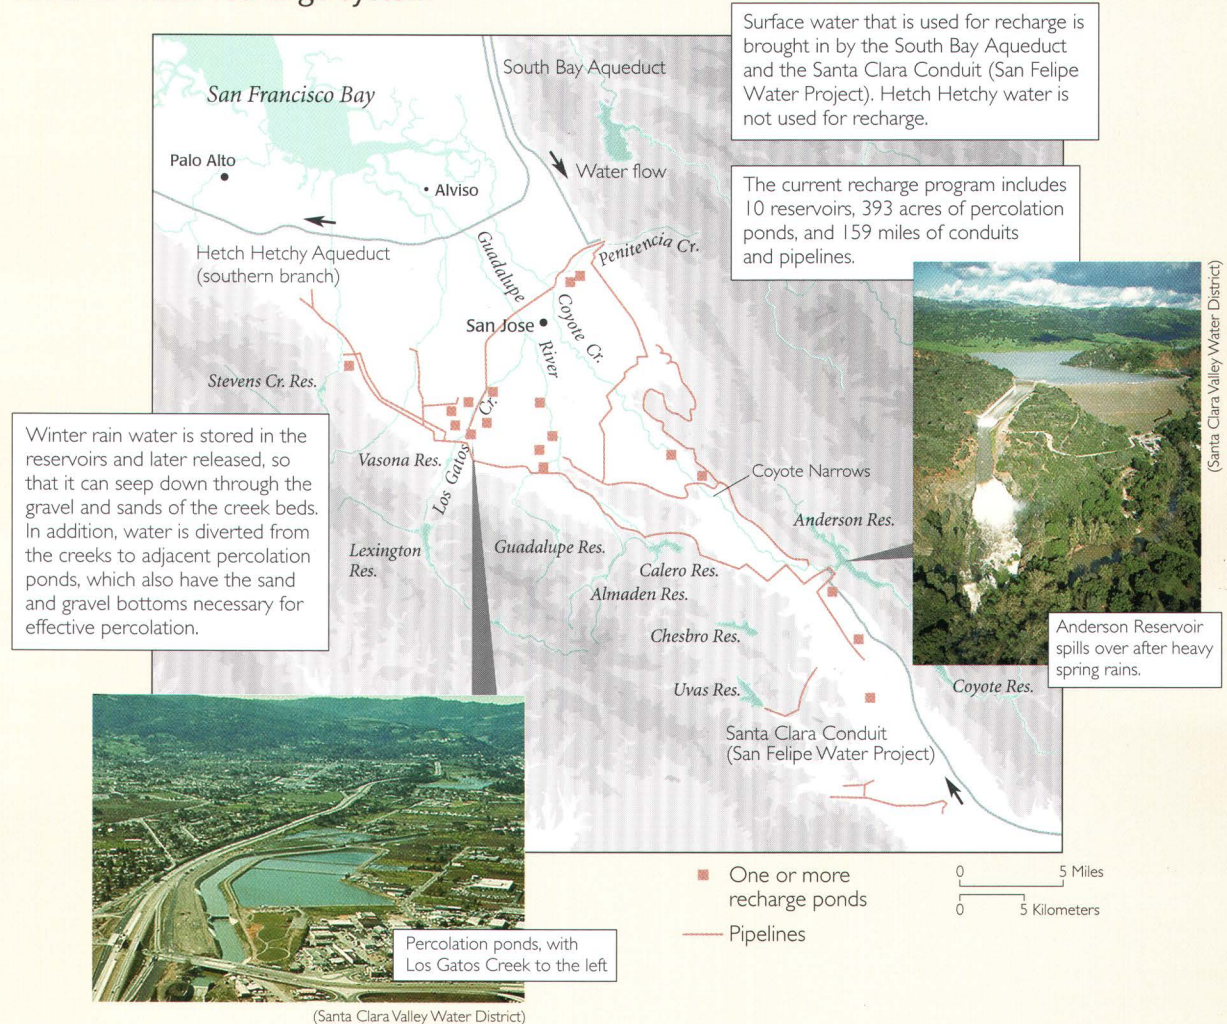 Surface water that is used for recharge is
brought in by the South Bay Aqueduct
and the Santa Clara Conduit (San Felipe
Water Project). Hetch Hetchy water is
not used for recharge.
South Bay Aqueduct
San Francisco Bay
Palo Alto
Alviso
Water flow
The current recharge program includes
10 reservoirs, 393 acres of percolation
ponds, and 159 miles of conduits
and pipelines.
Hetch Hetchy Aqueduct
(southern branch)
Guadalupe
River
Penitencia Cr.
Coyote Cr.
San Jose
Stevens Cr. Res.
(Santa Clara Valley Water District)
Winter rain water is stored in the
reservoirs and later released, so
that it can seep down through the
gravel and sands of the creek beds.
In addition, water is diverted from
the creeks to adjacent percolation
ponds, which also have the sand
and gravel bottoms necessary for
effective percolation.
Vasona Res.
Los Gatos Cr.
Coyote Narrows
Anderson Res.
Lexington
Res.
Guadalupe Res.
Calero Res.
Almaden Res.
Chesbro Res.
Uvas Res.
Coyote Res.
Anderson Reservoir
spills over after heavy
spring rains.
Santa Clara Conduit
(San Felipe Water Project)
One or more
recharge ponds
Pipelines
0 5 Miles
0 5 Kilometers
Percolation ponds, with
Los Gatos Creek to the left
(Santa Clara Valley Water District)